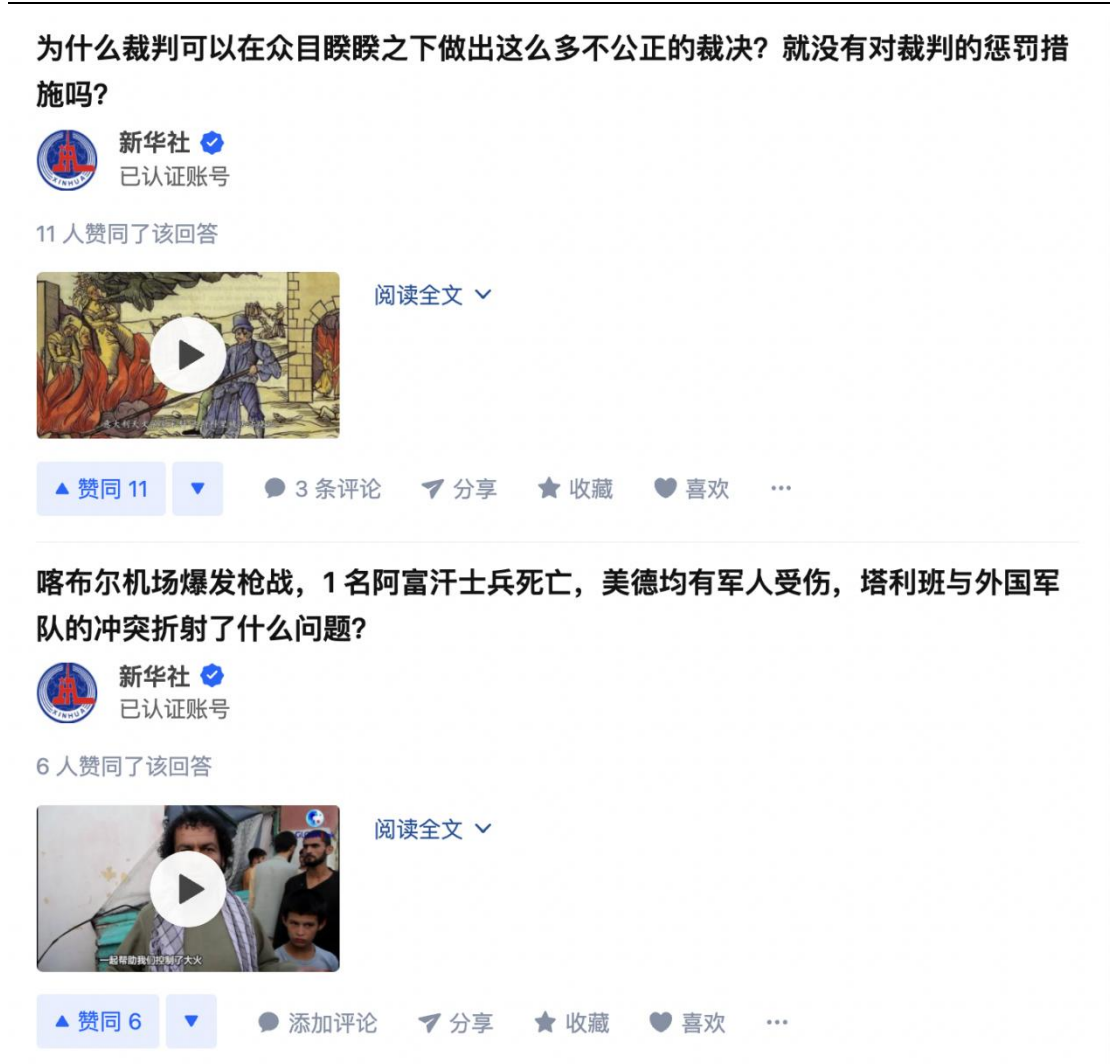 为什么裁判可以在众目睽睽之下做出这么多不公正的裁决？就没有对裁判的惩罚措
施吗？
新华社
已认证账号
XINHUA
11 人赞同了该回答
阅读全文
赞同 11
3 条评论
分享
收藏
喜欢
喀布尔机场爆发枪战，1 名阿富汗士兵死亡，美德均有军人受伤，塔利班与外国军
队的冲突折射了什么问题？
新华社
已认证账号
XINHUA
6 人赞同了该回答
阅读全文
一起帮助我们控制了大火
赞同 6
添加评论
分享
收藏
喜欢